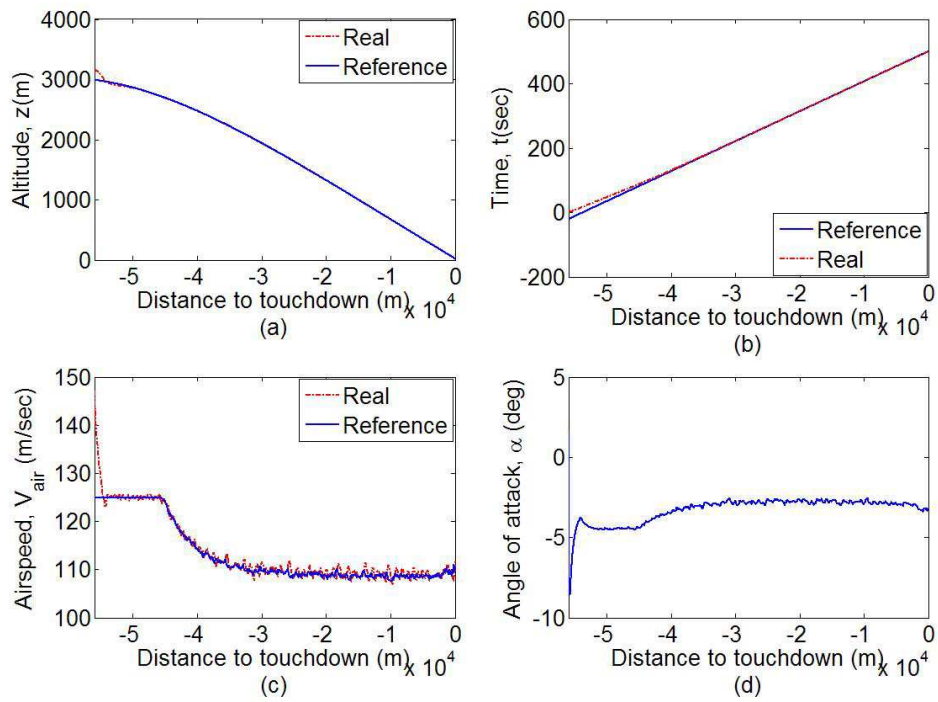 4000
3000
2000
1000
0
Altitude, z(m)
Real
Reference
-5 -4 -3 -2 -1 0
Distance to touchdown (m)
x 10^4
(a)
600
400
200
0
-200
Time, t(sec)
Reference
Real
-5 -4 -3 -2 -1 0
Distance to touchdown (m)
x 10^4
(b)
150
140
130
120
110
100
Airspeed, V_air (m/sec)
Real
Reference
-5 -4 -3 -2 -1 0
Distance to touchdown (m)
x 10^4
(c)
5
0
-5
-10
Angle of attack, α (deg)
-5 -4 -3 -2 -1 0
Distance to touchdown (m)
x 10^4
(d)